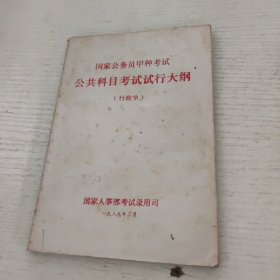 国家公务员甲种考试
公共科目考试试行大纲
（行政学）
国家人事部考试录用司
一九八九年三月